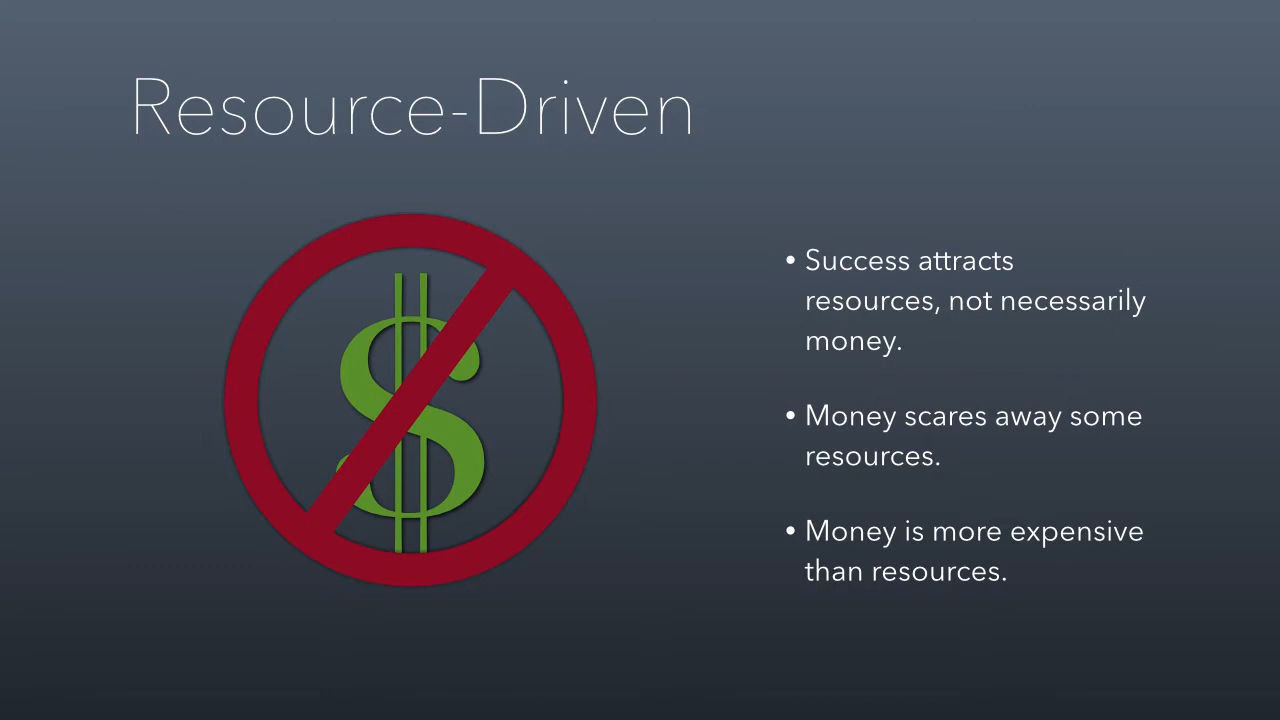 Resource-Driven
• Success attracts
resources, not necessarily
money.
• Money scares away some
resources.
• Money is more expensive
than resources.
$